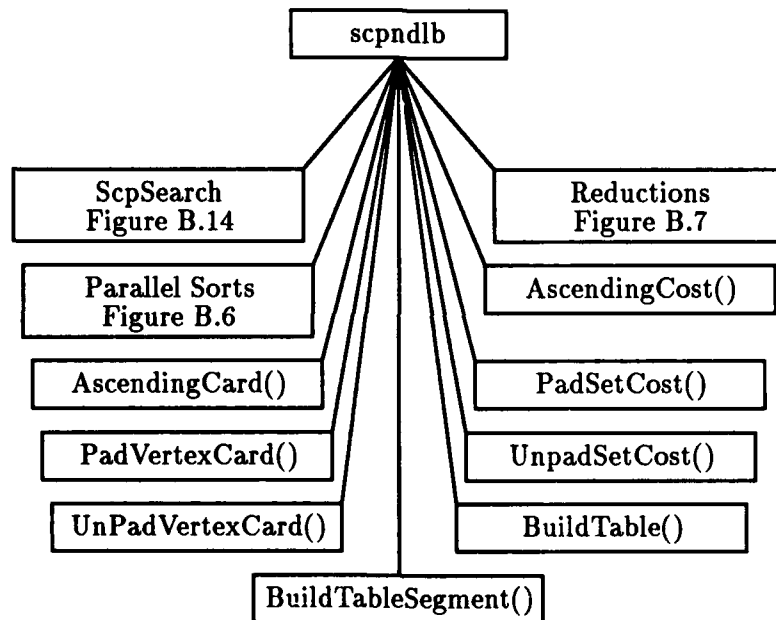 scpndlb
ScpSearch
Figure B.14
Reductions
Figure B.7
Parallel Sorts
Figure B.6
AscendingCost()
AscendingCard()
PadSetCost()
PadVertexCard()
UnpadSetCost()
UnPadVertexCard()
BuildTable()
BuildTableSegment()